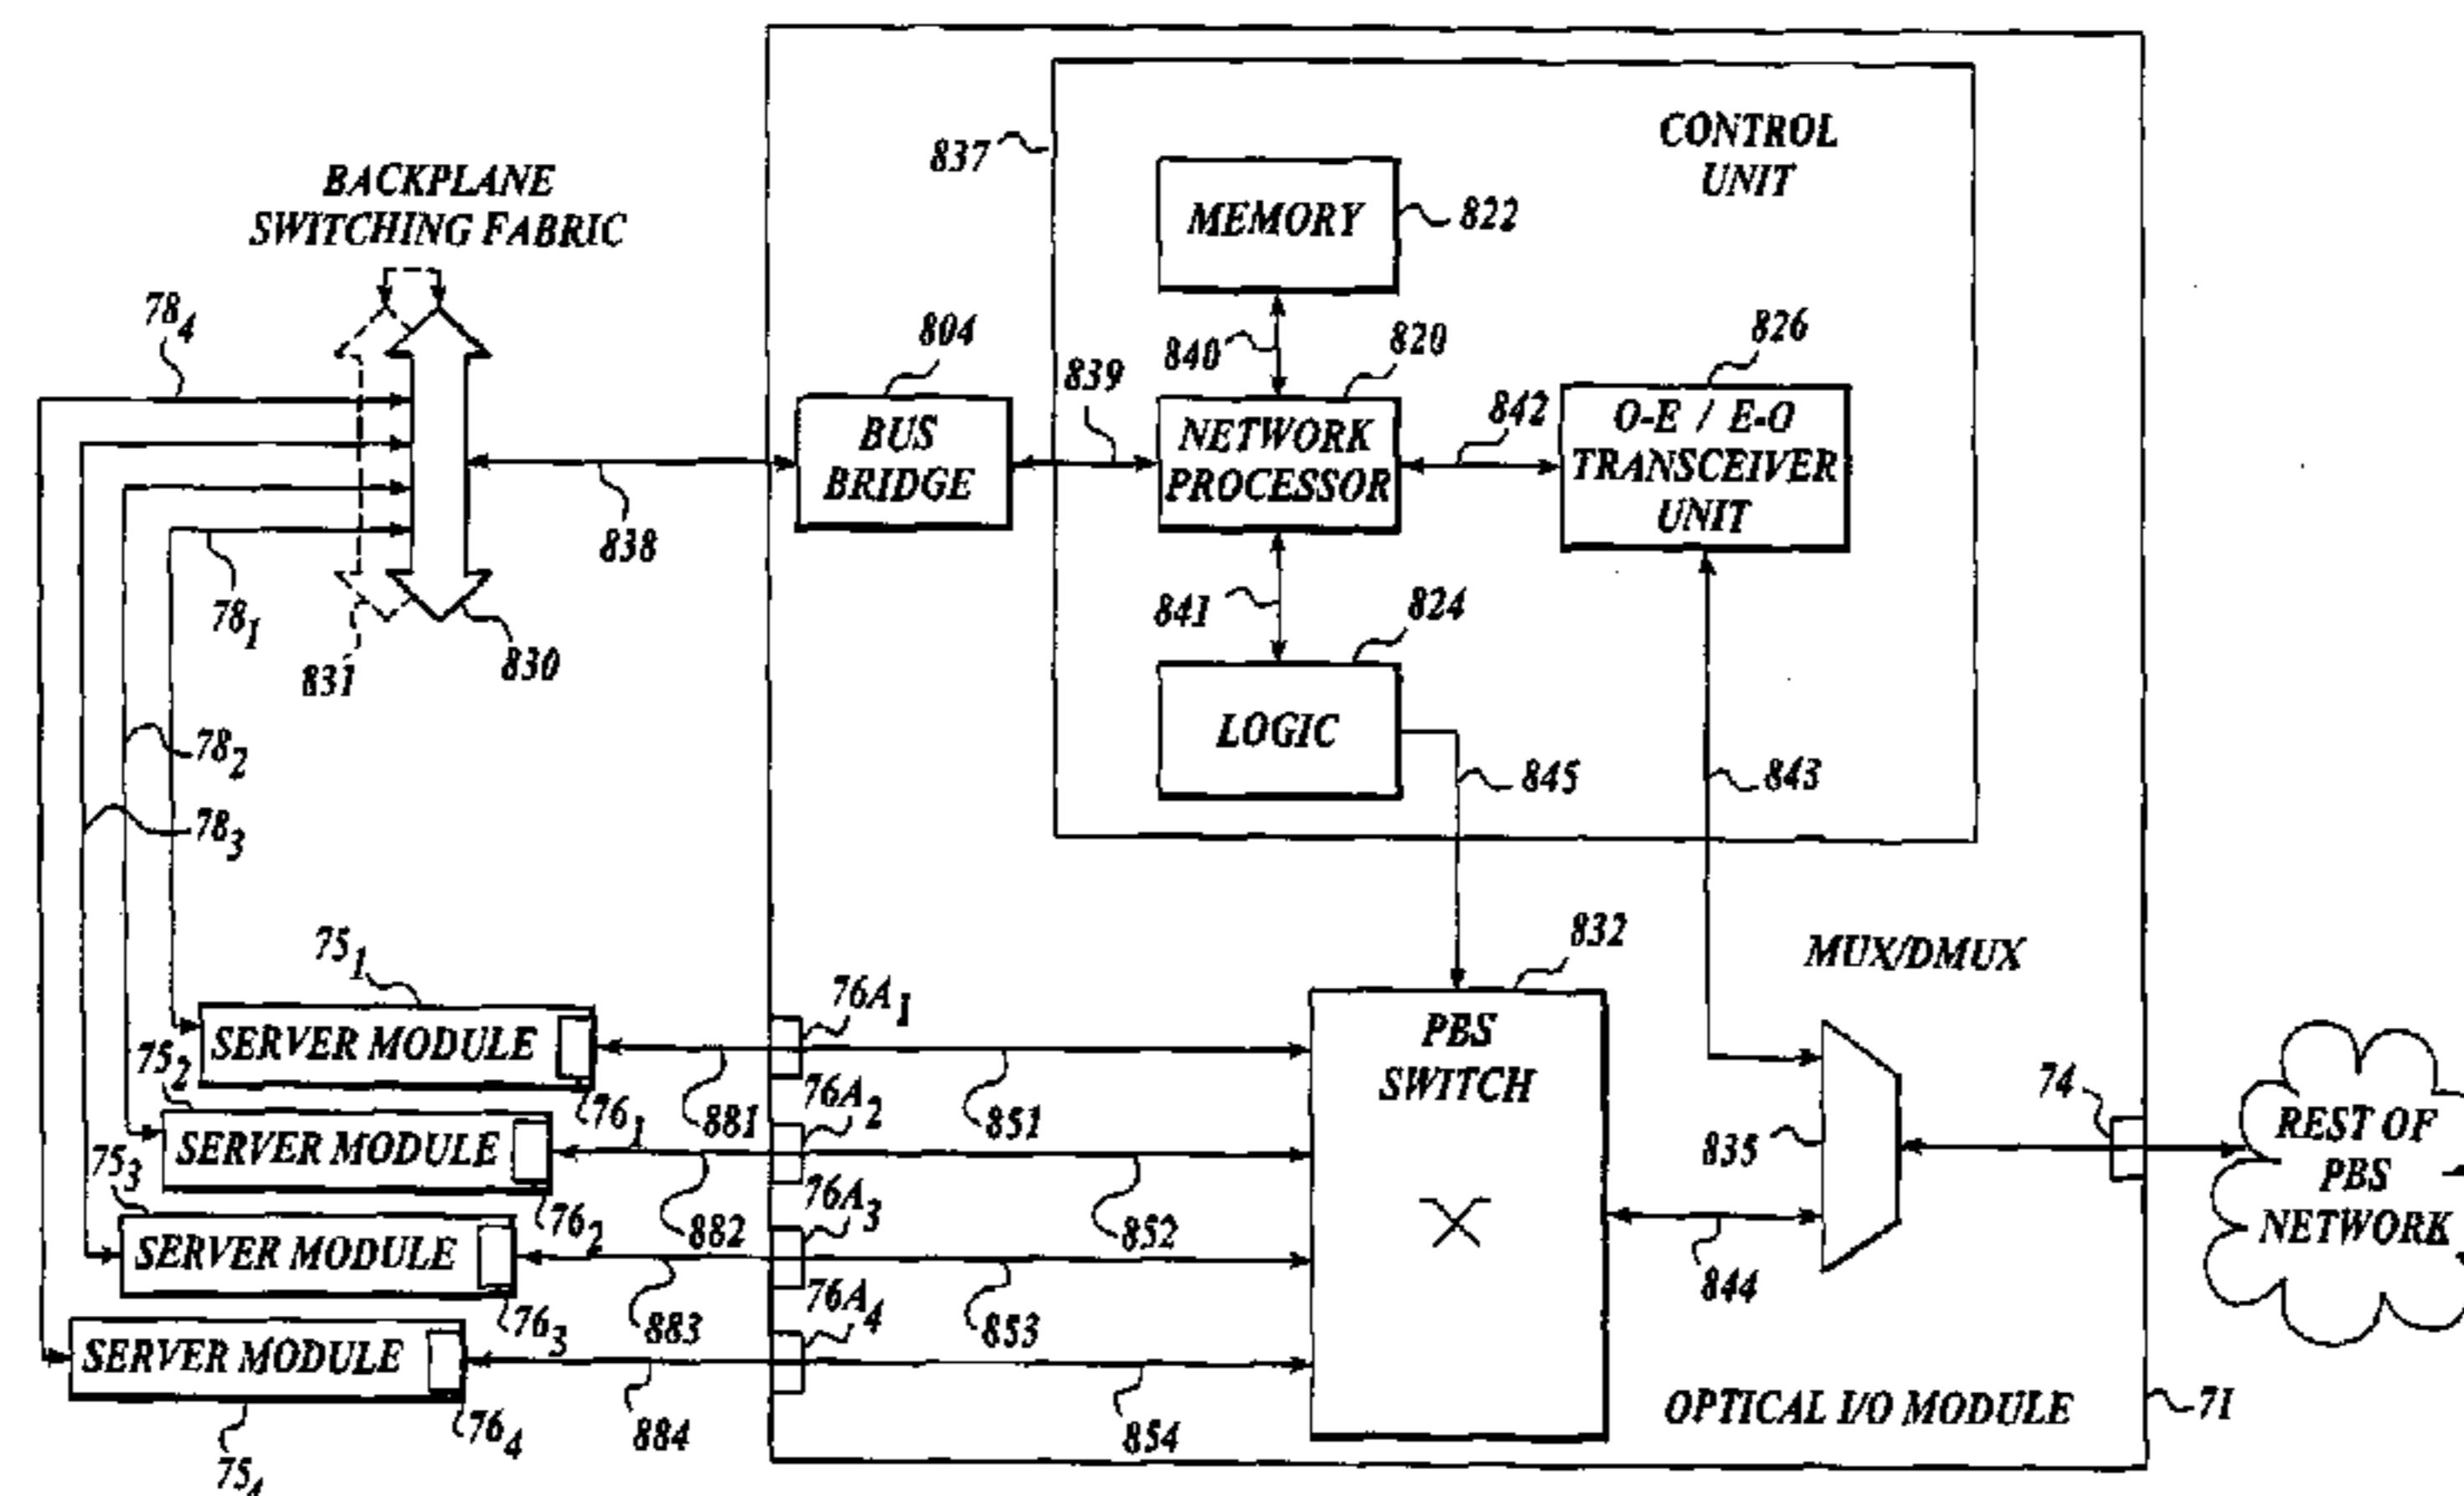 CONTROL
UNIT
837
BACKPLANE
SWITCHING FABRIC
MEMORY
822
78₄
804
840
820
826
839
BUS
BRIDGE
NETWORK
PROCESSOR
842
O-E / E-O
TRANSCEIVER
UNIT
838
78₁
831
830
841
824
LOGIC
78₂
845
843
78₃
75₁
832
MUX/DMUX
76A₁
SERVER MODULE
PBS
SWITCH
74
75₂
76₁
881
76A₂
851
835
REST OF
PBS
NETWORK
SERVER MODULE
75₃
76₂
882
76A₃
852
SERVER MODULE
844
76₃
883
76A₄
853
SERVER MODULE
OPTICAL I/O MODULE
71
76₄
884
854
75₄